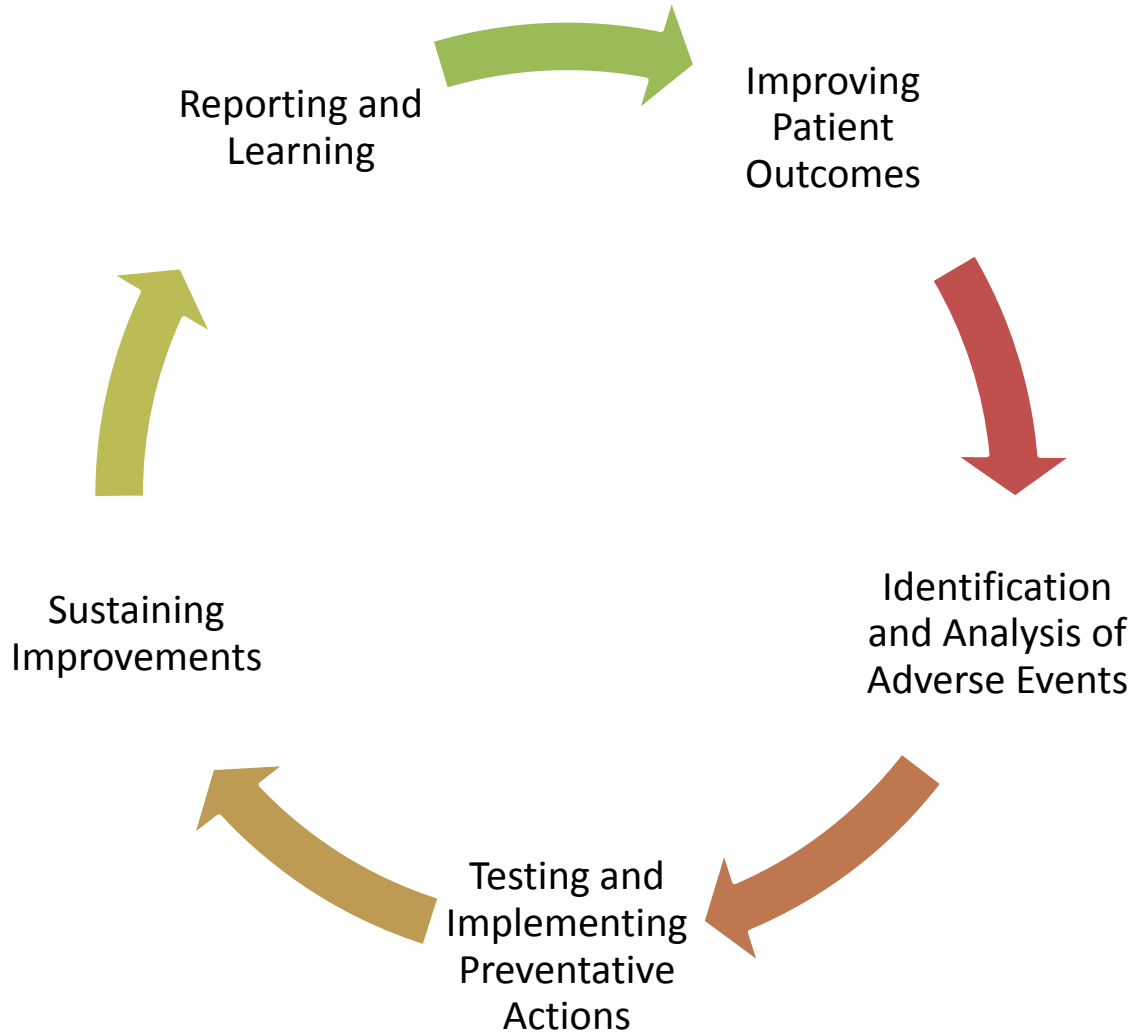 Reporting and
Learning
Improving
Patient
Outcomes
Identification
and Analysis of
Adverse Events
Testing and
Implementing
Preventative
Actions
Sustaining
Improvements